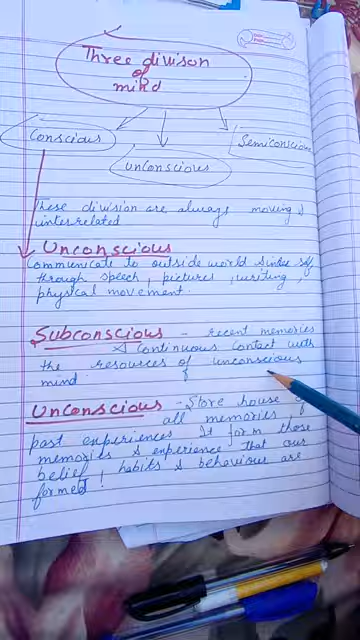 Three divison
of
mind
Conscious
Unconscious
Semiconscious
These division are always moving &
interrelated
Unconscious
Communicate to outside world & inner self
through speech, pictures, writing,
physical movement.
Subconscious - recent memories
& Continuous Contact with
the resources of unconscious
mind
Unconscious - Store house of
all memories, &
past experiences It form those
memories & experience that our
belief, habits & behaviour are
formed!